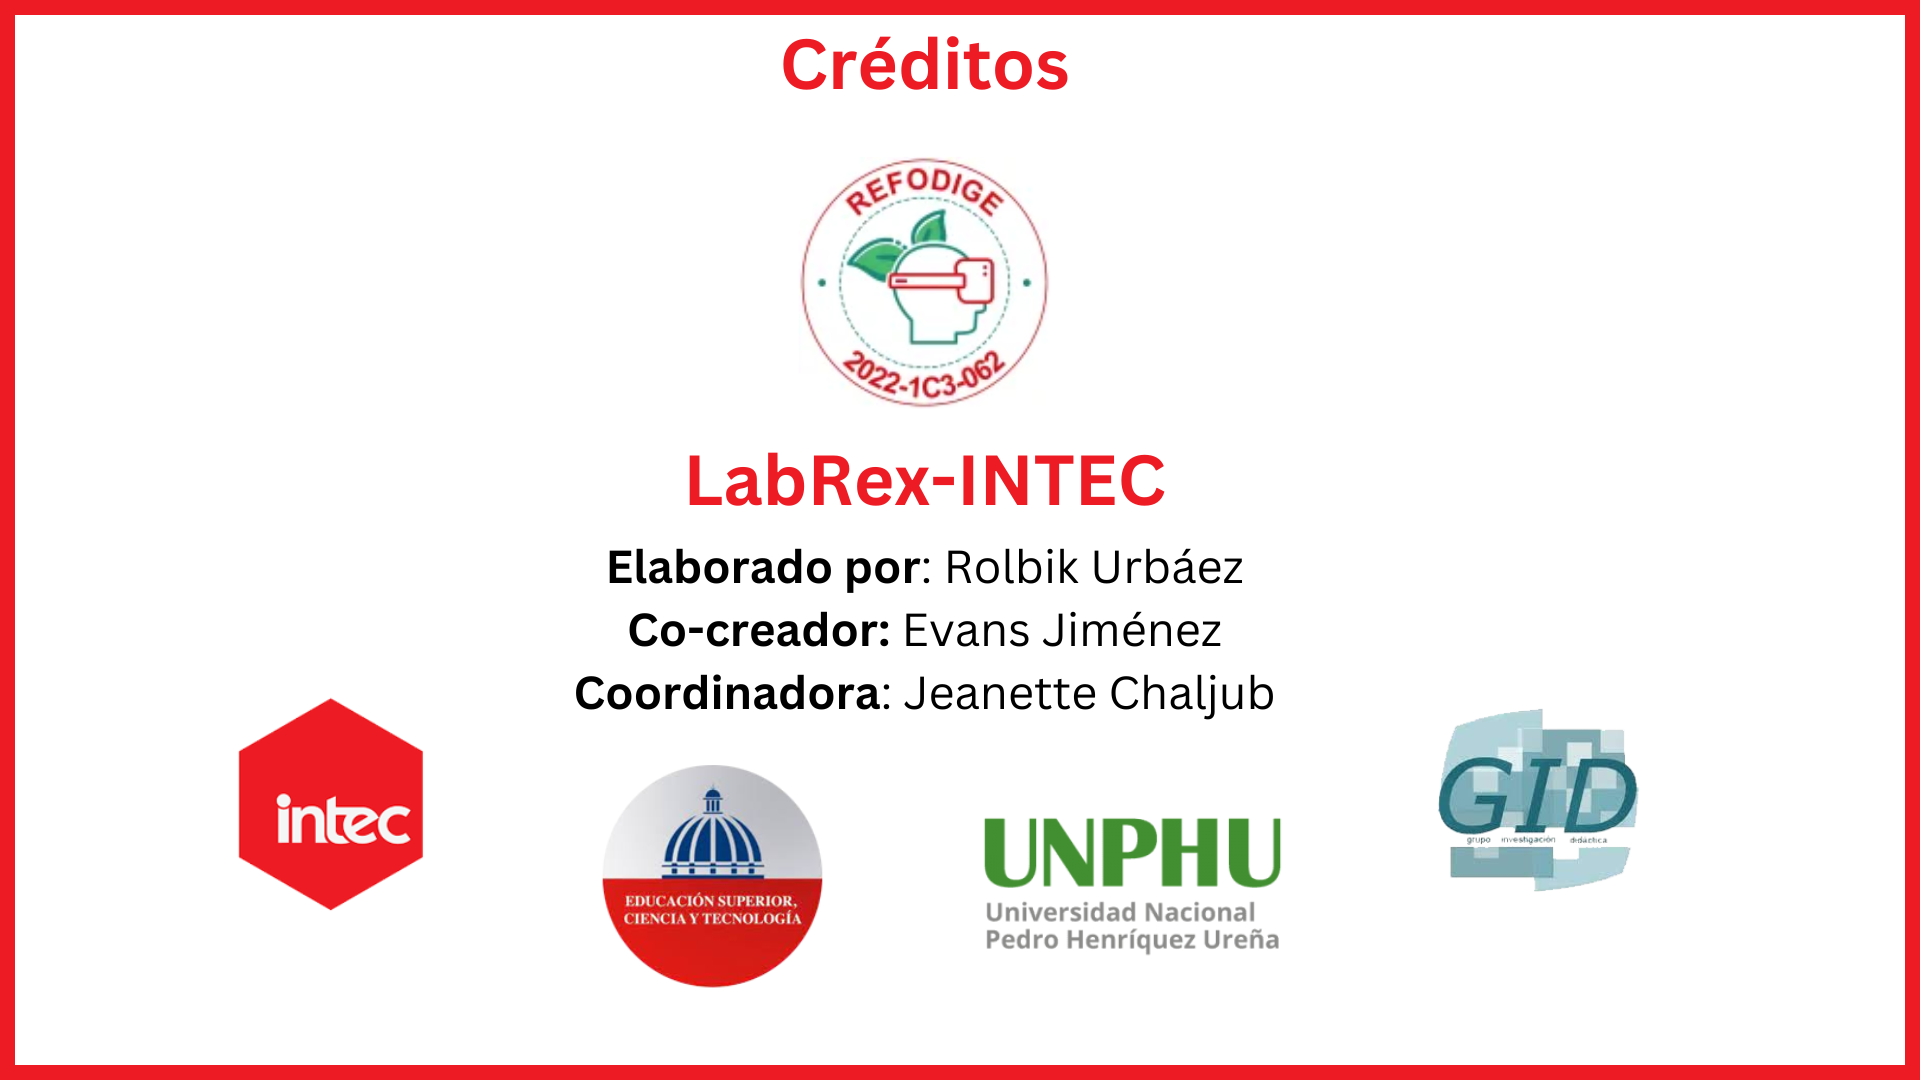 Créditos
REFODIGE
2022-1C3-062
LabRex-INTEC
Elaborado por: Rolbik Urbáez
Co-creador: Evans Jiménez
Coordinadora: Jeanette Chaljub
intec
EDUCACIÓN SUPERIOR,
CIENCIA Y TECNOLOGÍA
UNPHU
Universidad Nacional
Pedro Henríquez Ureña
GID
grupo investigación didáctica